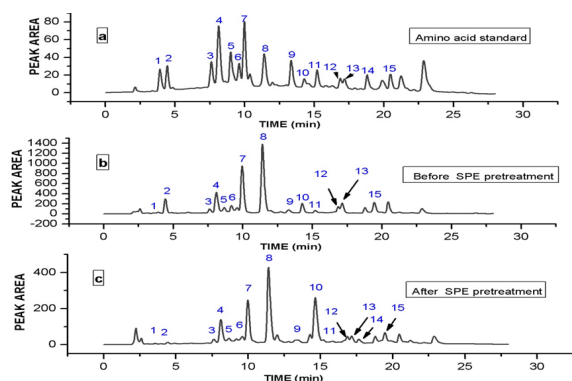 a
Amino acid standard
PEAK AREA
80
60
40
20
0
1 2 3 4 5 6 7 8 9 10 11 12 13 14 15
0 5 10 15 20 25 30
TIME (min)
b
Before SPE pretreatment
PEAK AREA
1400
1200
1000
800
600
400
200
0
-200
1 2 3 4 5 6 7 8 9 10 11 12 13 15
0 5 10 15 20 25 30
TIME (min)
c
After SPE pretreatment
PEAK AREA
400
200
0
1 2 3 4 5 6 7 8 9 10 11 12 13 14 15
0 5 10 15 20 25 30
TIME (min)